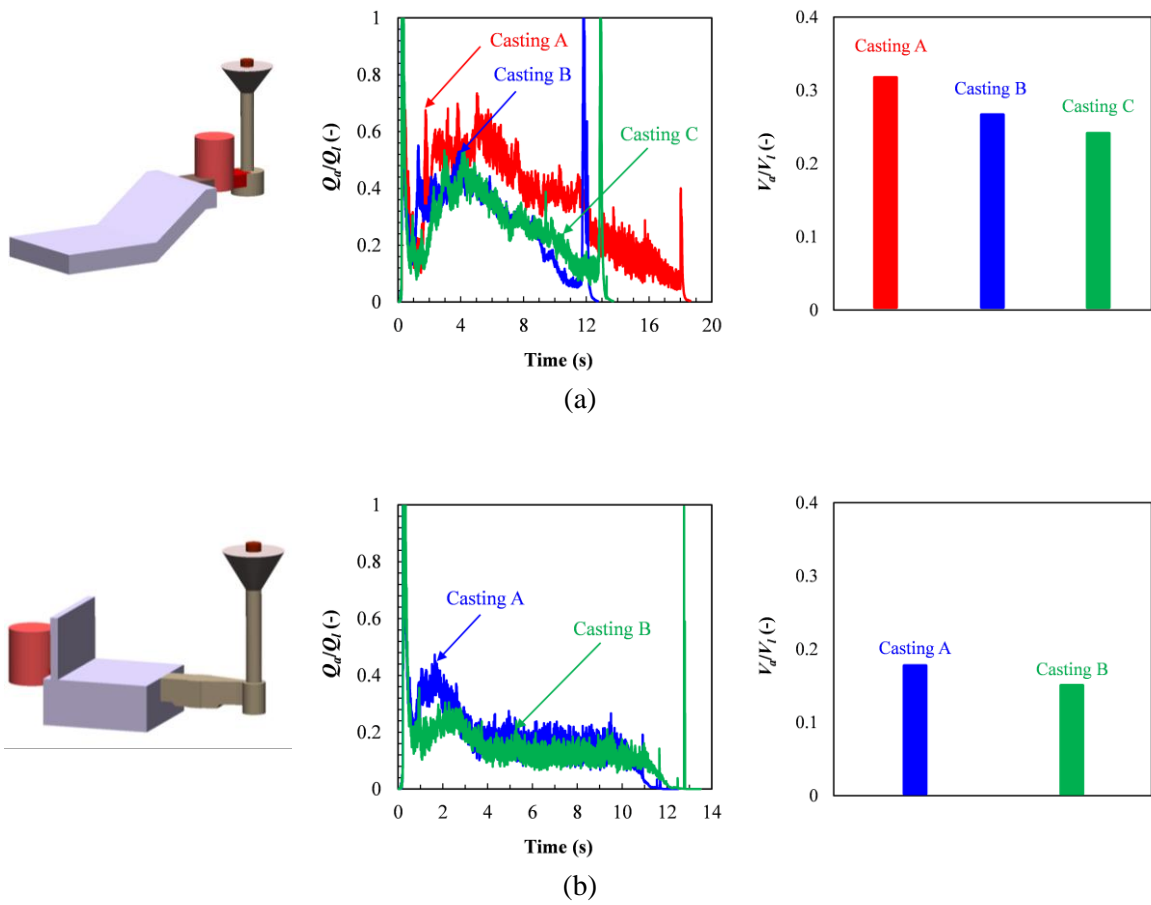 1
0.8
0.6
0.4
0.2
0
Qa/Ql (-)
Casting A
Casting B
Casting C
0 4 8 12 16 20
Time (s)
0.4
0.3
0.2
0.1
0
Va/Vl (-)
Casting A
Casting B
Casting C
(a)
1
0.8
0.6
0.4
0.2
0
Qa/Ql (-)
Casting A
Casting B
0 2 4 6 8 10 12 14
Time (s)
0.4
0.3
0.2
0.1
0
Va/Vl (-)
Casting A
Casting B
(b)